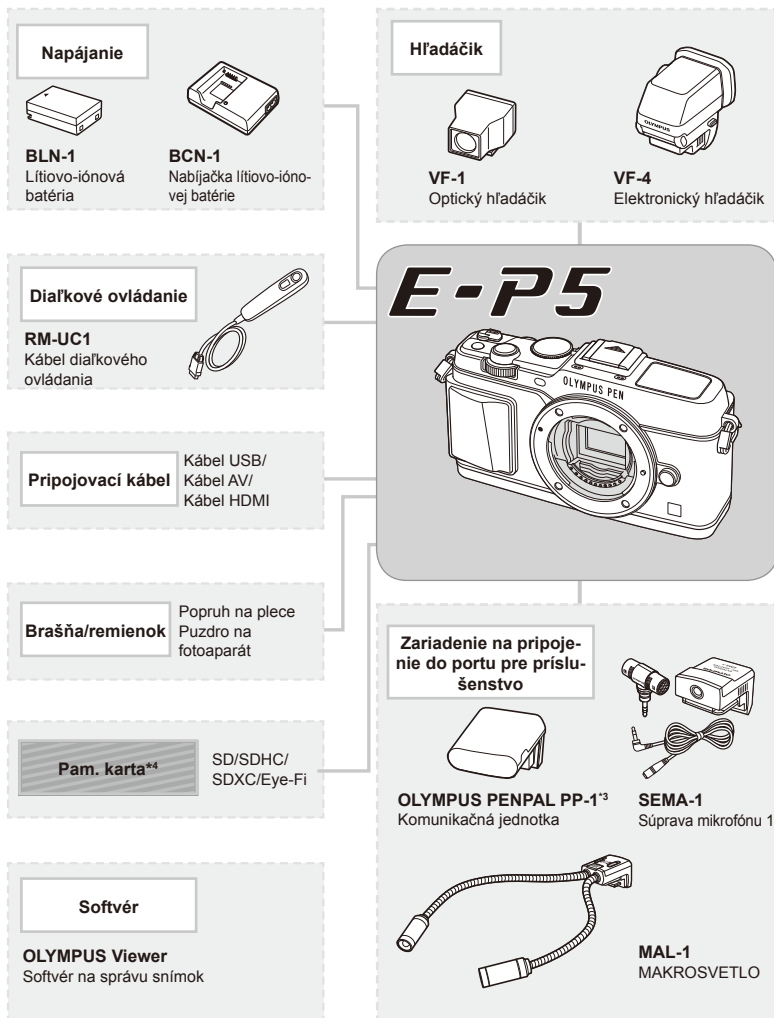 Napájanie
BLN-1
Lítiovo-iónová
batéria
BCN-1
Nabíjačka lítiovo-ióno-
vej batérie
Hľadáčik
OLYMPUS
VF-1
Optický hľadáčik
VF-4
Elektronický hľadáčik
Diaľkové ovládanie
RM-UC1
Kábel diaľkového
ovládania
E-P5
OLYMPUS PEN
Pripojovací kábel
Kábel USB/
Kábel AV/
Kábel HDMI
Brašňa/remienok
Popruh na plece
Puzdro na
fotoaparát
Pam. karta*4
SD/SDHC/
SDXC/Eye-Fi
Softvér
OLYMPUS Viewer
Softvér na správu snímok
Zariadenie na pripoje-
nie do portu pre príslu-
šenstvo
OLYMPUS PENPAL PP-1*3
Komunikačná jednotka
SEMA-1
Súprava mikrofónu 1
MAL-1
MAKROSVETLO